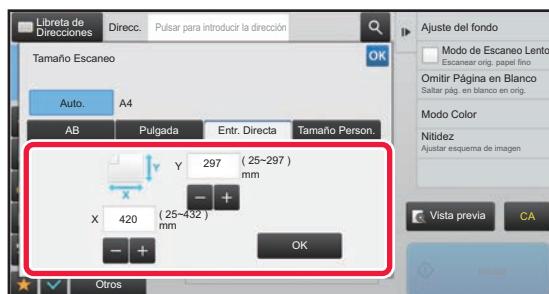 Libreta de
Direcciones
Direcc.
Pulsar para introducir la dirección
Tamaño Escaneo
OK
Auto.
A4
AB
Pulgada
Entr. Directa
Tamaño Person.
Y
X
Y
297
( 25~297 )
mm
X
420
( 25~432 )
mm
OK
Otros
Ajuste del fondo
Modo de Escaneo Lento
Escanear orig. papel fino
Omitir Página en Blanco
Saltar pág. en blanco en orig.
Modo Color
Nitidez
Ajustar esquema de imagen
Vista previa
CA